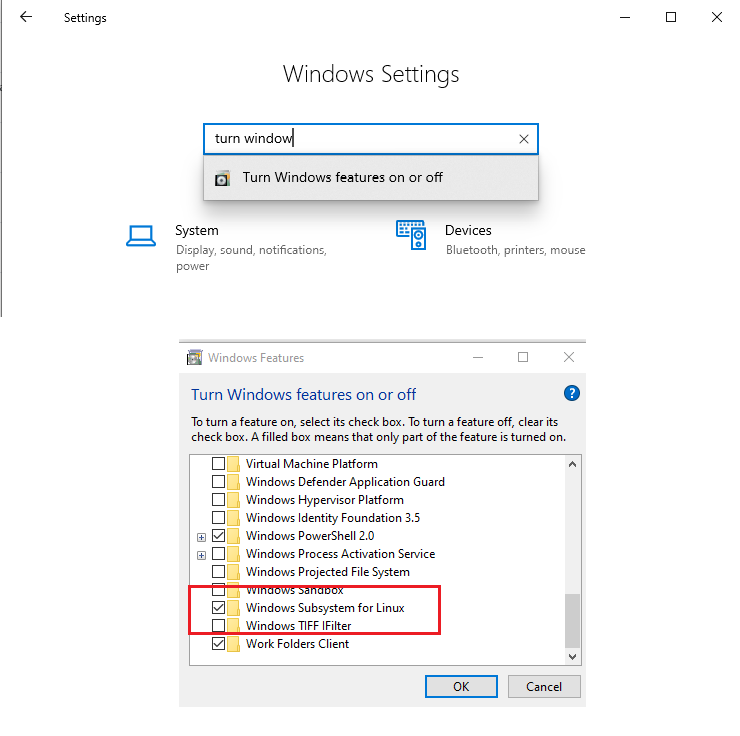 Settings
Windows Settings
turn window
Turn Windows features on or off
System
Display, sound, notifications,
power
Devices
Bluetooth, printers, mouse
Windows Features
Turn Windows features on or off
To turn a feature on, select its check box. To turn a feature off, clear its
check box. A filled box means that only part of the feature is turned on.
Virtual Machine Platform
Windows Defender Application Guard
Windows Hypervisor Platform
Windows Identity Foundation 3.5
Windows PowerShell 2.0
Windows Process Activation Service
Windows Projected File System
Windows Sandbox
Windows Subsystem for Linux
Windows TIFF IFilter
Work Folders Client
OK
Cancel